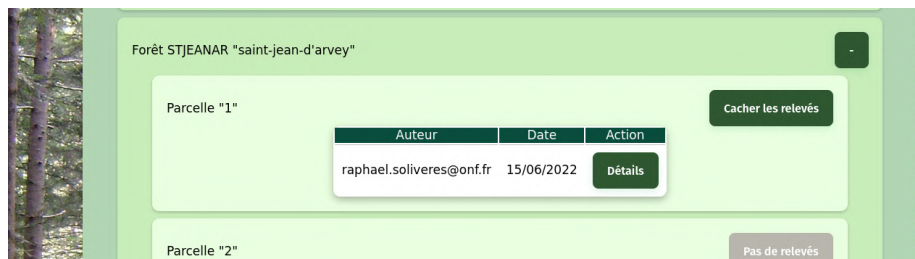 Forêt STJEANAR "saint-jean-d'arvey"
-
Parcelle "1"
Cacher les relevés
Auteur Date Action
raphael.soliveres@onf.fr 15/06/2022 Détails
Parcelle "2"
Pas de relevés